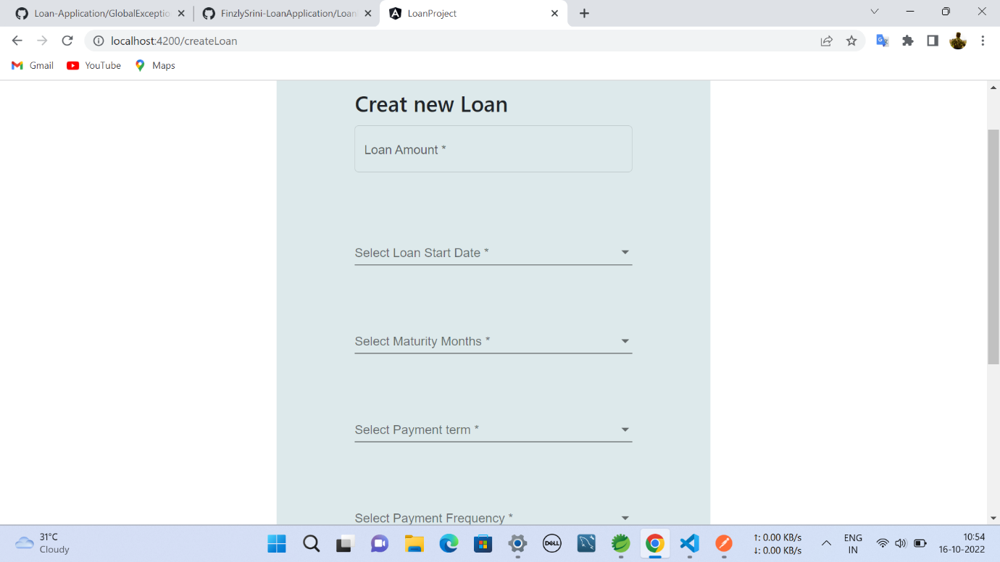 Loan-Application/GlobalExceptio
FinzlySrini-LoanApplication/Loan
LoanProject
localhost:4200/createLoan
Gmail YouTube Maps
Creat new Loan
Loan Amount *
Select Loan Start Date *
Select Maturity Months *
Select Payment term *
Select Payment Frequency *
31°C
Cloudy
DELL
↑: 0.00 KB/s
↓: 0.00 KB/s
ENG
IN
10:54
16-10-2022